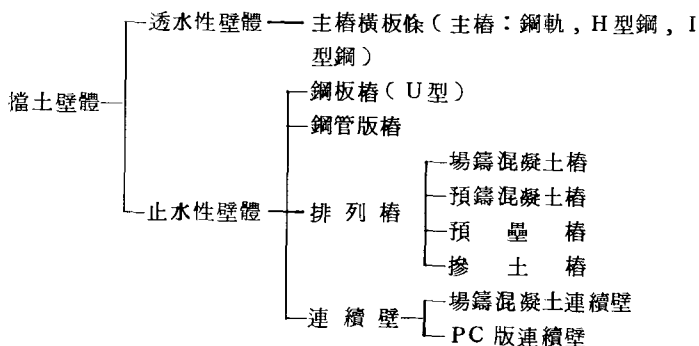 透水性壁體
主樁橫板條（主樁：鋼軌，H型鋼，I
型鋼）
擋土壁體
止水性壁體
鋼板樁（U型）
鋼管版樁
排列樁
場鑄混凝土樁
預鑄混凝土樁
預壘樁
摻土樁
連續壁
場鑄混凝土連續壁
PC版連續壁